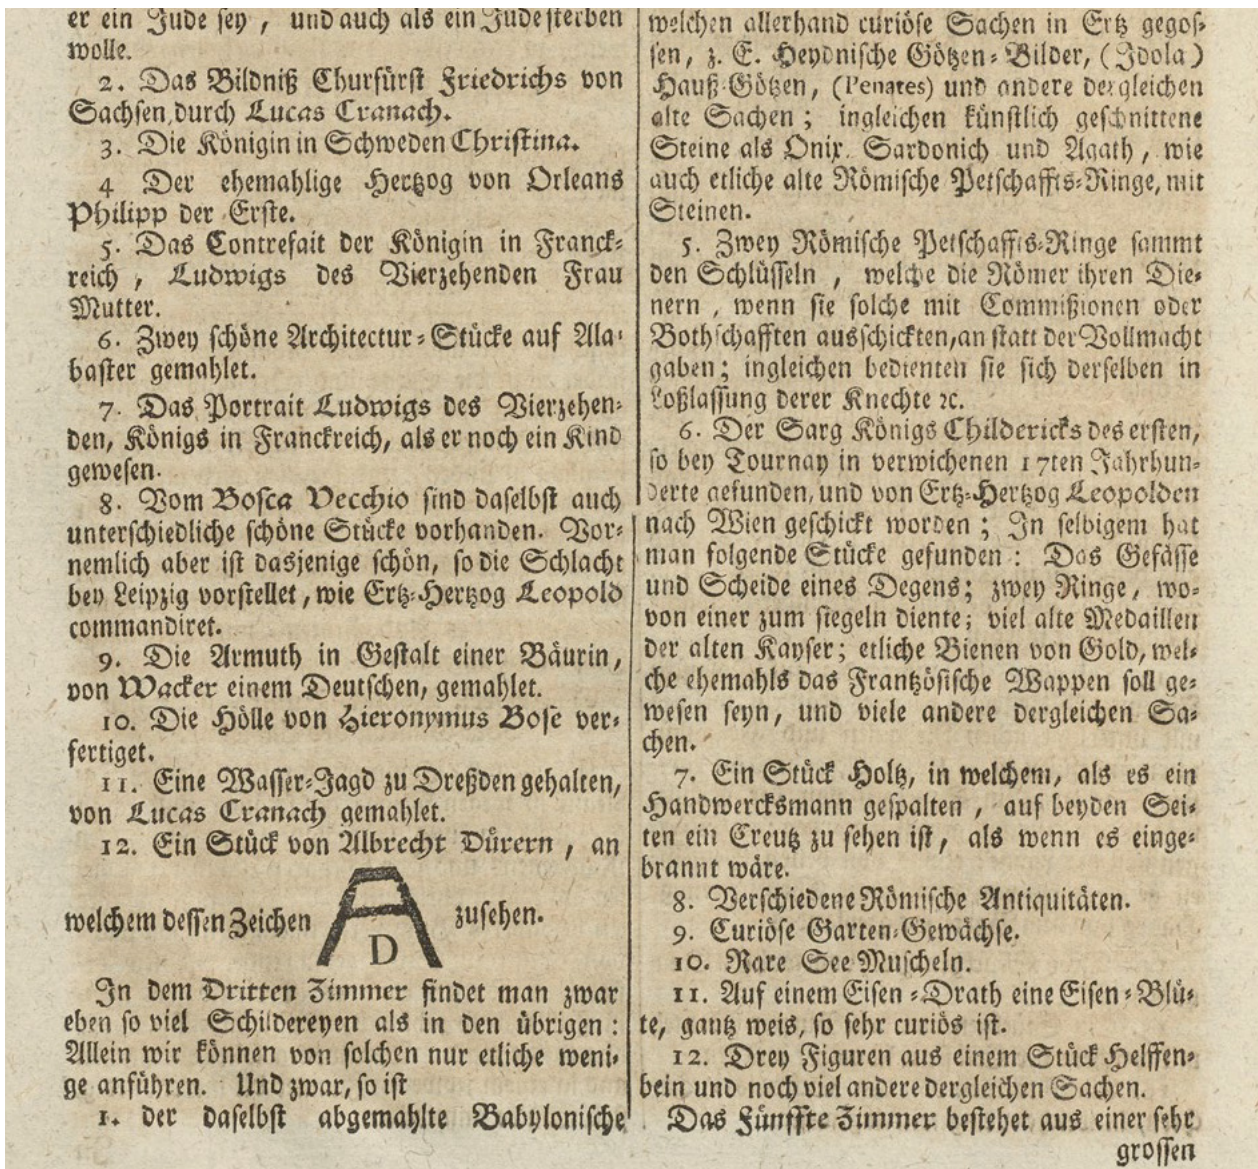 er ein Jude sey, und auch als ein Jude sterben
wolle.
2. Das Bildniß Churfürst Friedrichs von
Sachsen, durch Lucas Cranach.
3. Die Königin in Schweden Christina.
4 Der ehemahlige Hertzog von Orleans
Philipp der Erste.
5. Das Contrefait der Königin in Franck-
reich, Ludwigs des Vierzehenden Frau
Mutter.
6. Zwey schöne Architectur-Stücke auf Ala-
baster gemahlet.
7. Das Portrait Ludwigs des Vierzehen-
den, Königs in Franckreich, als er noch ein Kind
gewesen.
8. Vom Bosca Vecchio sind daselbst auch
unterschiedliche schöne Stücke vorhanden. Vor-
nemlich aber ist dasjenige schön, so die Schlacht
bey Leipzig vorstellet, wie Ertz-Hertzog Leopold
commandiret.
9. Die Armuth in Gestalt einer Bäurin,
von Wacker einem Deutschen, gemahlet.
10. Die Hölle von Hieronymus Bose ver-
fertiget.
11. Eine Wasser-Jagd zu Dreßden gehalten,
von Lucas Cranach gemahlet.
12. Ein Stück von Albrecht Dürern, an
welchem dessen Zeichen AD zusehen.
In dem Dritten Zimmer findet man zwar
eben so viel Schildereyen als in den übrigen:
Allein wir können von solchen nur etliche weni-
ge anführen. Und zwar, so ist
1. der daselbst abgemahlte Babylonische
welchen allerhand curiöse Sachen in Ertz gegos-
sen, z. E. Heydnische Götzen-Bilder, (Idola)
Hauß-Götzen, (Penates) und andere dergleichen
alte Sachen; ingleichen künstlich geschnittene
Steine als Onix. Sardonich und Agath, wie
auch etliche alte Römische Petschaffts-Ringe, mit
Steinen.
5. Zwey Römische Petschaffts-Ringe sammt
den Schlüsseln, welche die Römer ihren Die-
nern, wenn sie solche mit Commißionen oder
Bothschafften ausschickten, an statt der Vollmacht
gaben; ingleichen bedienten sie sich derselben in
Loßlassung derer Knechte ꝛc.
6. Der Sarg Königs Childericks des ersten,
so bey Tournay in verwichenen 17ten Jahrhun-
derte gefunden, und von Ertz-Hertzog Leopolden
nach Wien geschickt worden; In selbigem hat
man folgende Stücke gefunden: Das Gefässe
und Scheide eines Degens; zwey Ringe, wo-
von einer zum siegeln diente; viel alte Medaillen
der alten Kayser; etliche Bienen von Gold, wel-
che ehemahls das Frantzösische Wappen soll ge-
wesen seyn, und viele andere dergleichen Sa-
chen.
7. Ein Stück Holtz, in welchem, als es ein
Handwercksmann gespalten, auf beyden Sei-
ten ein Creutz zu sehen ist, als wenn es einge-
brannt wäre.
8. Verschiedene Römische Antiquitäten.
9. Curiöse Garten-Gewächse.
10. Rare See Muscheln.
11. Auf einem Eisen-Drath eine Eisen-Blü-
te, gantz weis, so sehr curiös ist.
12. Drey Figuren aus einem Stück Helffen-
bein und noch viel andere dergleichen Sachen.
Das Fünffte Zimmer bestehet aus einer sehr
grossen